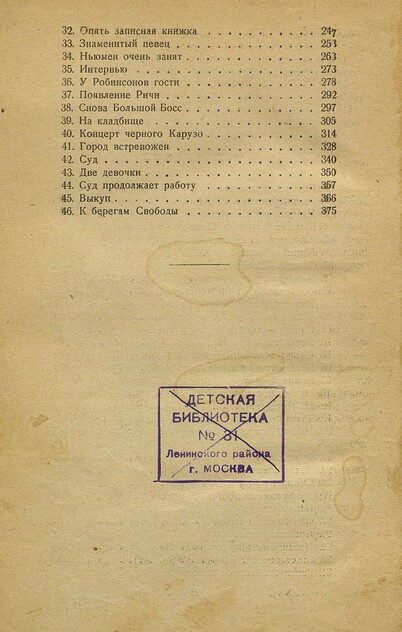 32. Опять записная книжка . . . . . . . . . . 247
33. Знаменитый певец . . . . . . . . . . . . 253
34. Ньюмен очень занят . . . . . . . . . . . 263
35. Интервью . . . . . . . . . . . . . . . 273
36. У Робинсонов гости . . . . . . . . . . . 278
37. Появление Ричи . . . . . . . . . . . . . 292
38. Снова Большой Босс . . . . . . . . . . . 297
39. На кладбище . . . . . . . . . . . . . . 305
40. Концерт черного Карузо . . . . . . . . . 314
41. Город встревожен . . . . . . . . . . . . 328
42. Суд . . . . . . . . . . . . . . . . . 340
43. Две девочки . . . . . . . . . . . . . . 350
44. Суд продолжает работу . . . . . . . . . . 357
45. Выкуп . . . . . . . . . . . . . . . . 366
46. К берегам Свободы . . . . . . . . . . . 375
ДЕТСКАЯ
БИБЛИОТЕКА
№ 31
Ленинского района
г. МОСКВА